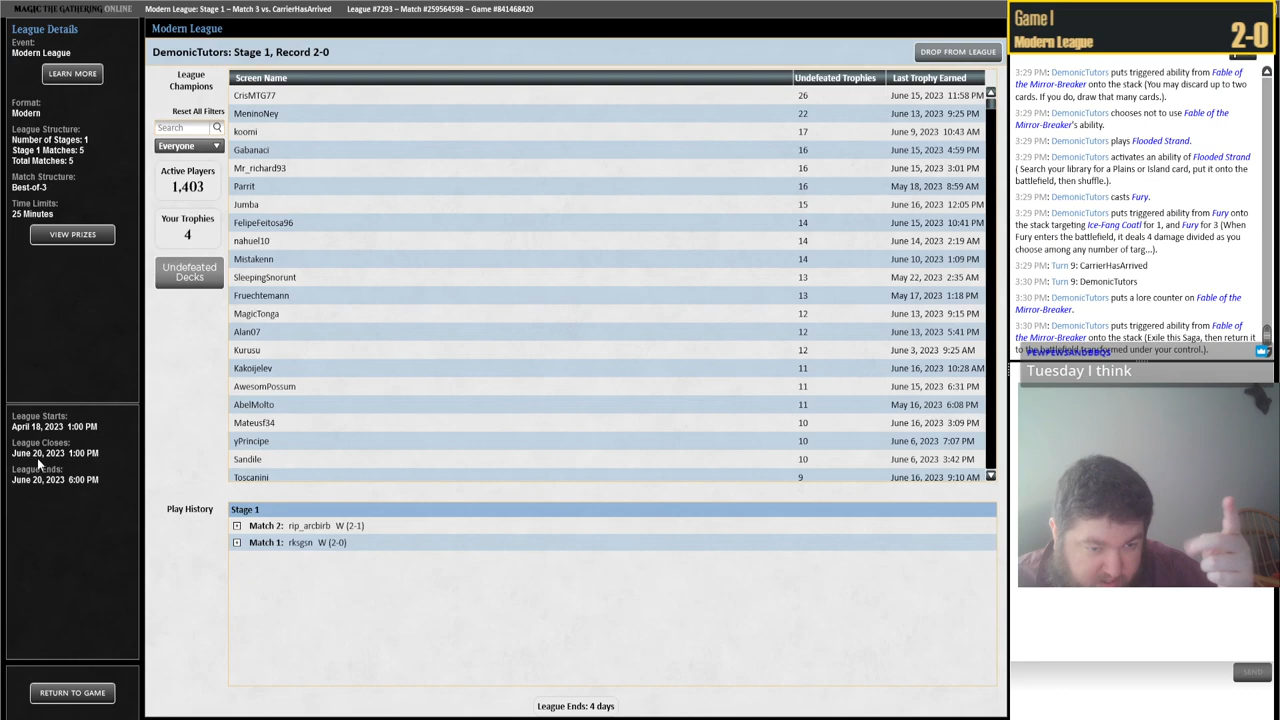 MAGIC THE GATHERING ONLINE
Modern League: Stage 1 – Match 3 vs. CarrierHasArrived
League #7293 – Match #259564598 – Game #841468420
League Details
Event:
Modern League
LEARN MORE
Format:
Modern
League Structure:
Number of Stages: 1
Stage 1 Matches: 5
Total Matches: 5
Match Structure:
Best-of-3
Time Limits:
25 Minutes
VIEW PRIZES
League Starts:
April 18, 2023 1:00 PM
League Closes:
June 20, 2023 1:00 PM
League Ends:
June 20, 2023 6:00 PM
RETURN TO GAME
Modern League
DemonicTutors: Stage 1, Record 2-0
DROP FROM LEAGUE
League
Champions
Reset All Filters
Search
Everyone
Active Players
1,403
Your Trophies
4
Undefeated
Decks
Screen Name Undefeated Trophies Last Trophy Earned
CrisMTG77 26 June 15, 2023 11:58 PM
MeninoNey 22 June 13, 2023 9:25 PM
koomi 17 June 9, 2023 10:43 AM
Gabanaci 16 June 15, 2023 4:59 PM
Mr_richard93 16 June 15, 2023 3:01 PM
Parrit 16 May 18, 2023 8:59 AM
Jumba 15 June 16, 2023 12:05 PM
FelipeFeitosa96 14 June 15, 2023 10:41 PM
nahuel10 14 June 14, 2023 2:19 AM
Mistakenn 14 June 10, 2023 1:09 PM
SleepingSnorunt 13 May 22, 2023 2:35 AM
Fruechtemann 13 May 17, 2023 1:18 PM
MagicTonga 12 June 13, 2023 9:15 PM
Alan07 12 June 13, 2023 5:41 PM
Kurusu 12 June 3, 2023 9:25 AM
Kakoijelev 11 June 16, 2023 10:28 AM
AwesomPossum 11 June 15, 2023 6:31 PM
AbelMolto 11 May 16, 2023 6:08 PM
Mateusf34 10 June 16, 2023 3:09 PM
yPrincipe 10 June 6, 2023 7:07 PM
Sandile 10 June 6, 2023 3:42 PM
Toscanini 9 June 16, 2023 9:10 AM
Play History
Stage 1
Match 2: rip_arcbirb W (2-1)
Match 1: rksgsn W (2-0)
League Ends: 4 days
Game 1
Modern League
2-0
3:29 PM: DemonicTutors puts triggered ability from Fable of
the Mirror-Breaker onto the stack (You may discard up to two
cards. If you do, draw that many cards.).
3:29 PM: DemonicTutors chooses not to use Fable of the
Mirror-Breaker's ability.
3:29 PM: DemonicTutors plays Flooded Strand.
3:29 PM: DemonicTutors activates an ability of Flooded Strand
( Search your library for a Plains or Island card, put it onto the
battlefield, then shuffle.).
3:29 PM: DemonicTutors casts Fury.
3:29 PM: DemonicTutors puts triggered ability from Fury onto
the stack targeting Ice-Fang Coatl for 1, and Fury for 3 (When
Fury enters the battlefield, it deals 4 damage divided as you
choose among any number of targ...).
3:29 PM: Turn 9: CarrierHasArrived
3:30 PM: Turn 9: DemonicTutors
3:30 PM: DemonicTutors puts a lore counter on Fable of the
Mirror-Breaker.
3:30 PM: DemonicTutors puts triggered ability from Fable of
the Mirror-Breaker onto the stack (Exile this Saga, then return it
to the battlefield transformed under your control.).
PEWPEWSANDBBQS
Tuesday I think
SEND